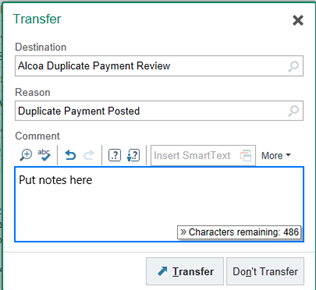 Transfer
Destination
Alcoa Duplicate Payment Review
Reason
Duplicate Payment Posted
Comment
abc Insert SmartText More
Put notes here
» Characters remaining: 486
Transfer Don't Transfer